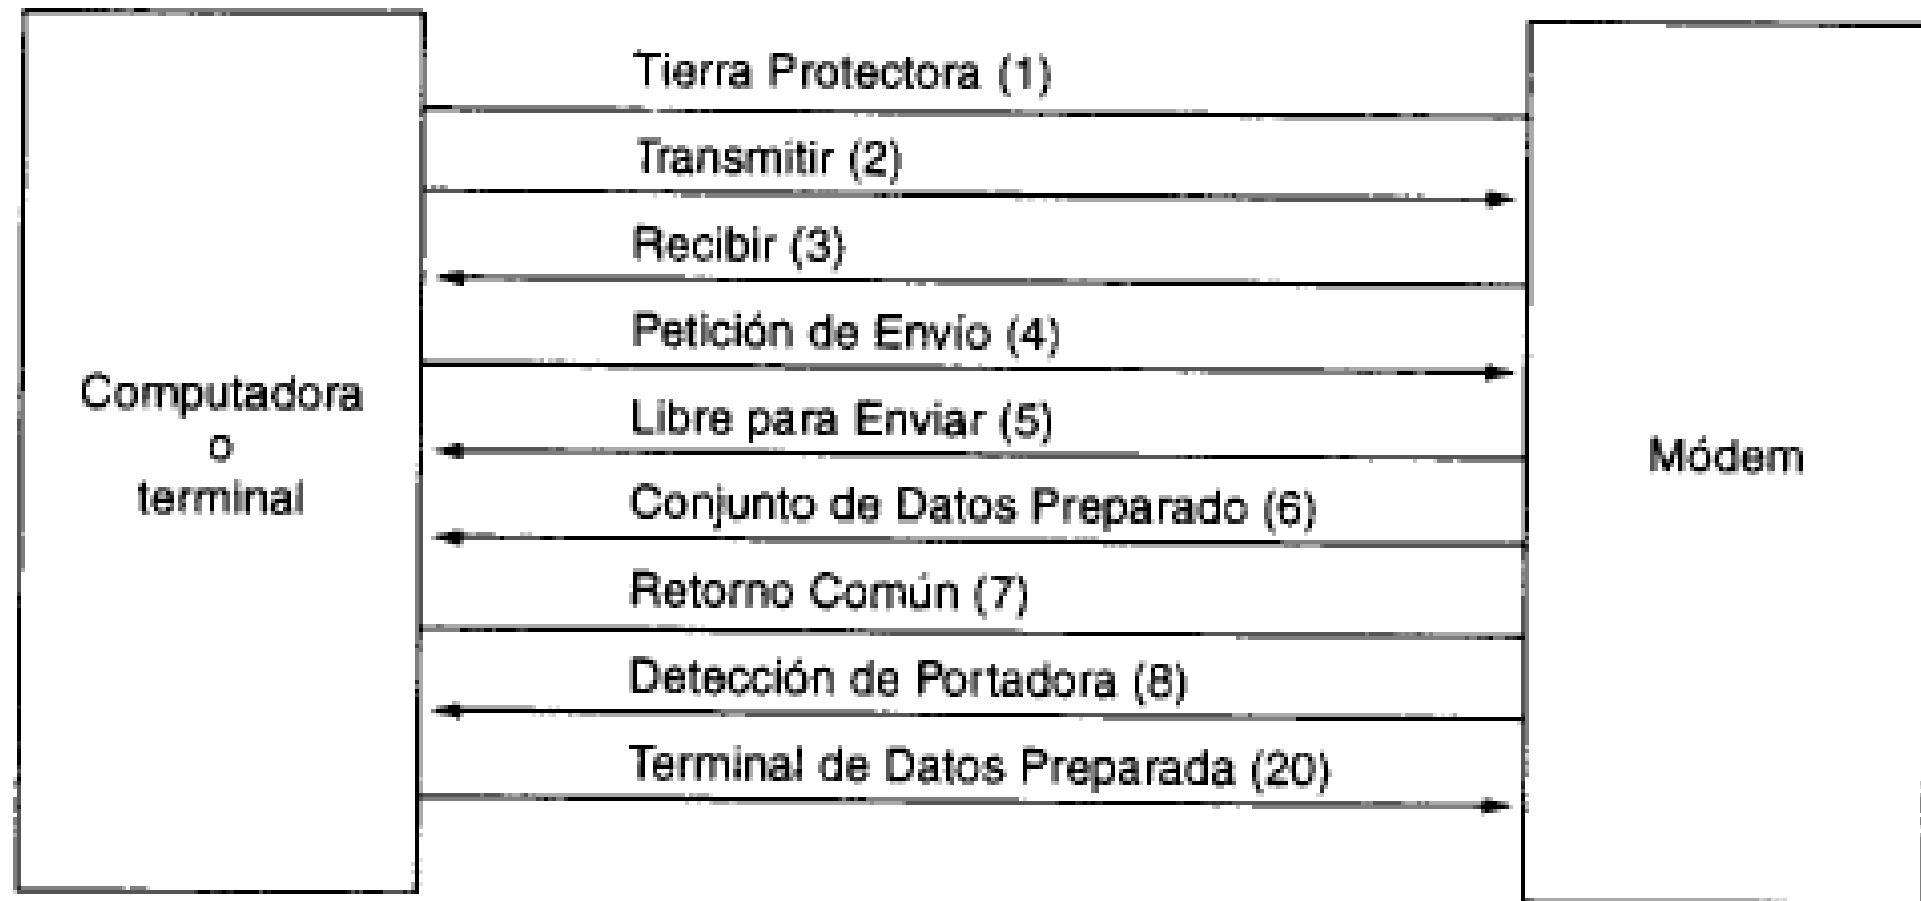 Tierra Protectora (1)
Transmitir (2)
Recibir (3)
Petición de Envío (4)
Libre para Enviar (5)
Conjunto de Datos Preparado (6)
Retorno Común (7)
Detección de Portadora (8)
Terminal de Datos Preparada (20)
Computadora
o
terminal
Módem